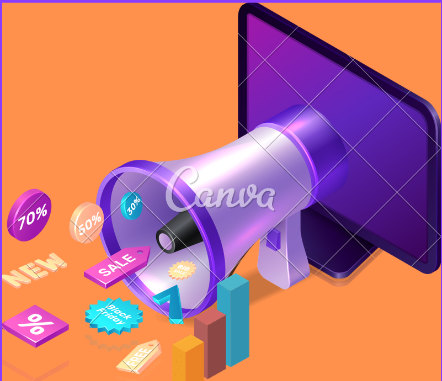 Canva
70%
50%
30%
NEW
SALE
%
Black
Friday